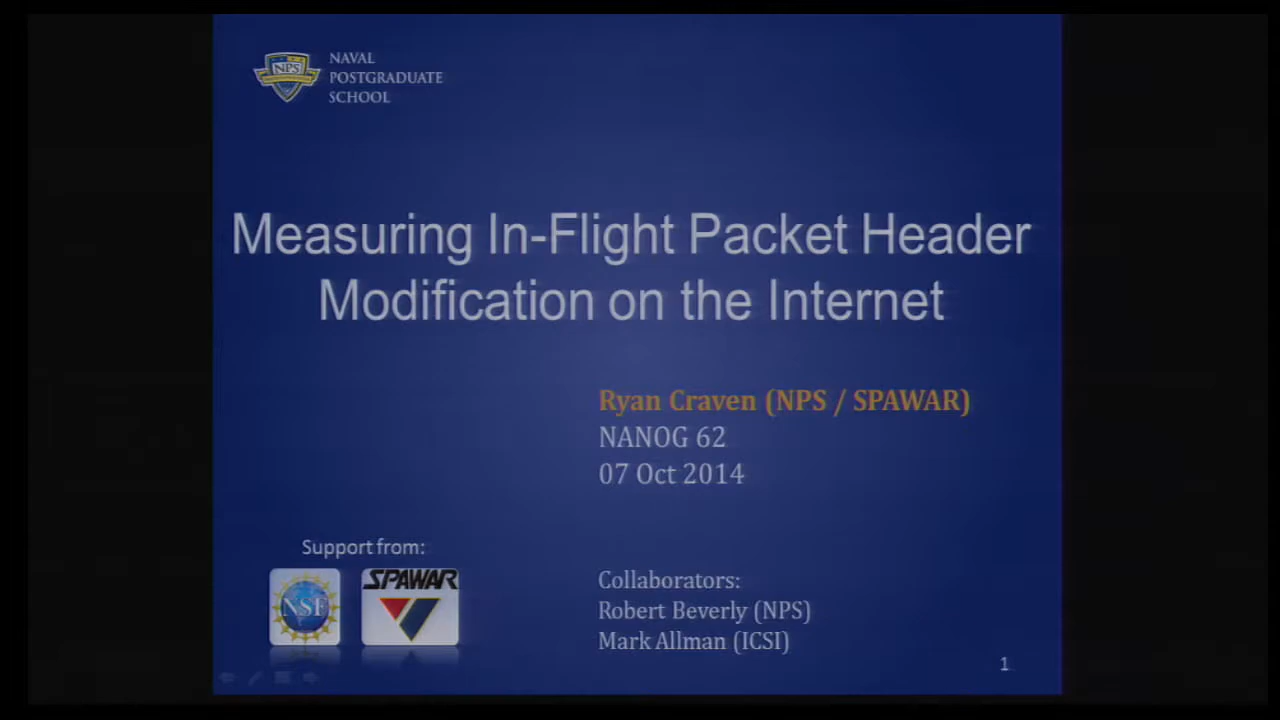 NPS
NAVAL
POSTGRADUATE
SCHOOL
Measuring In-Flight Packet Header
Modification on the Internet
Ryan Craven (NPS / SPAWAR)
NANOG 62
07 Oct 2014
Support from:
NSF
SPAWAR
Collaborators:
Robert Beverly (NPS)
Mark Allman (ICSI)
1